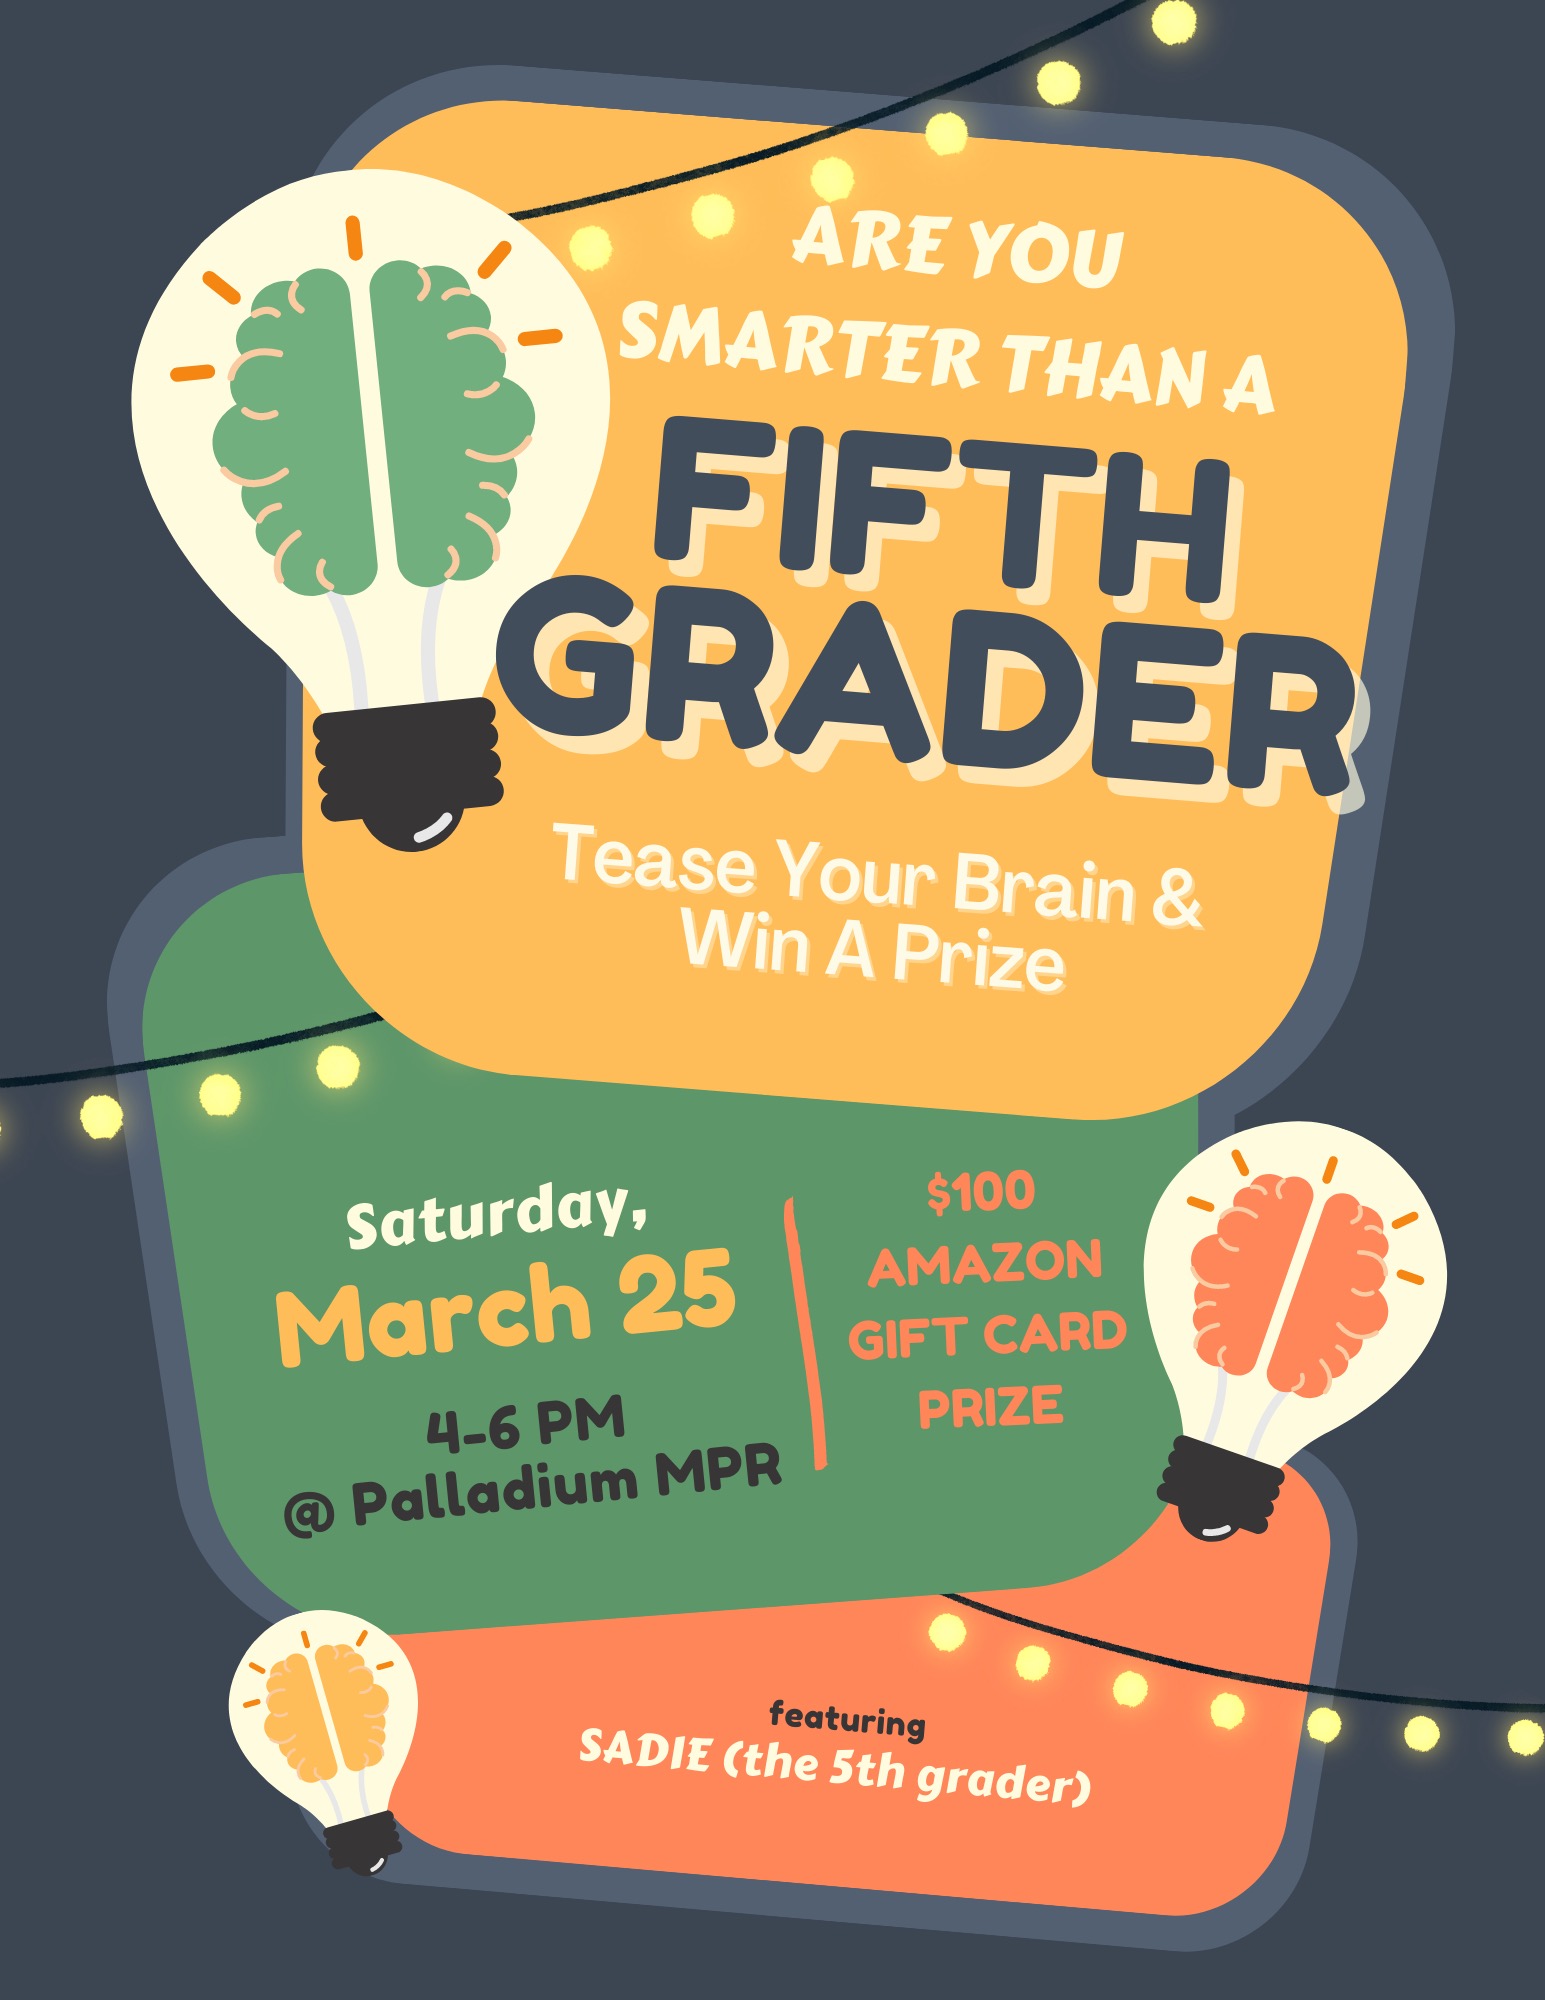 ARE YOU
SMARTER THAN A
FIFTH
GRADER
Tease Your Brain &
Win A Prize
Saturday,
March 25
4-6 PM
@ Palladium MPR
$100
AMAZON
GIFT CARD
PRIZE
featuring
SADIE (the 5th grader)